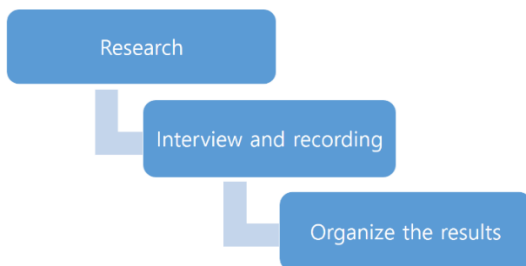 Research
Interview and recording
Organize the results